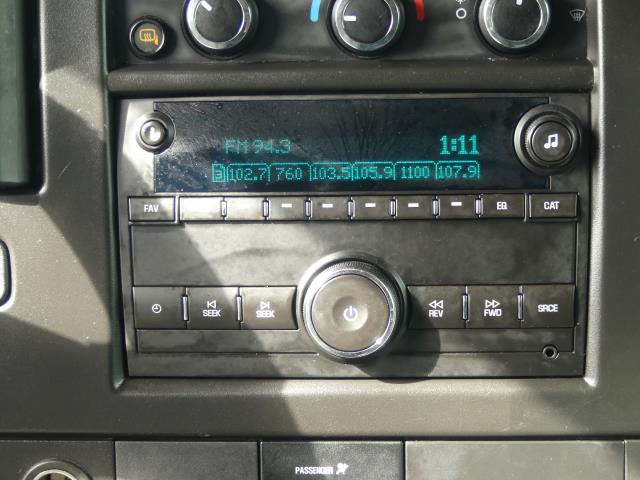 FM 94.3 1:11
3 102.7 760 103.5 105.9 1100 107.9
FAV EQ CAT
SEEK SEEK REV FWD SRCE
PASSENGER